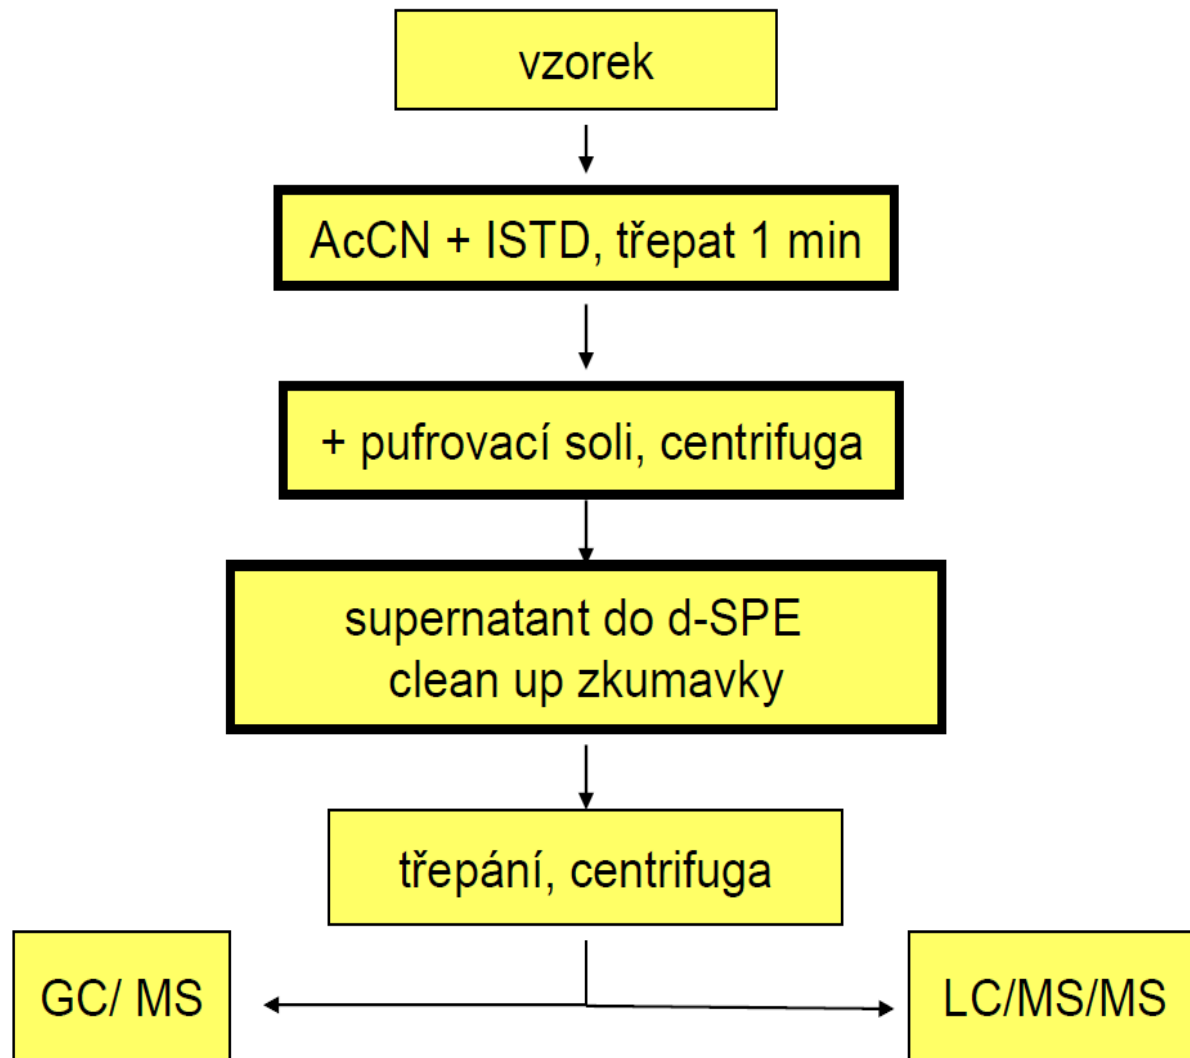 vzorek
AcCN + ISTD, třepat 1 min
+ pufrovací soli, centrifuga
supernatant do d-SPE
clean up zkumavky
třepání, centrifuga
GC/ MS
LC/MS/MS